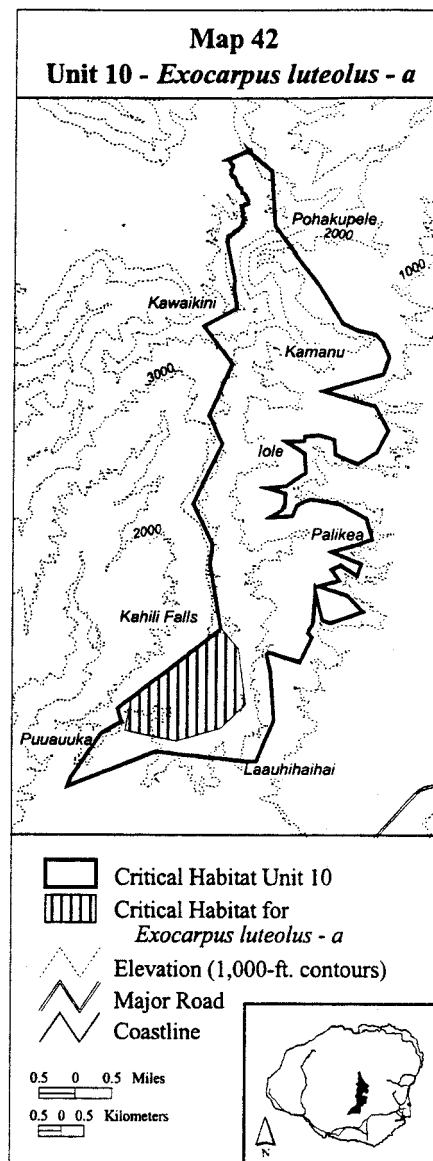 Map 42
Unit 10 - Exocarpus luteolus - a
Pohakupele
2000
1000
Kawaikini
Kamanu
3000
Iole
2000
Palikea
Kahili Falls
Puuauuka
Laauhihaihai
Critical Habitat Unit 10
Critical Habitat for
Exocarpus luteolus - a
Elevation (1,000-ft. contours)
Major Road
Coastline
0.5 0 0.5 Miles
0.5 0 0.5 Kilometers
N